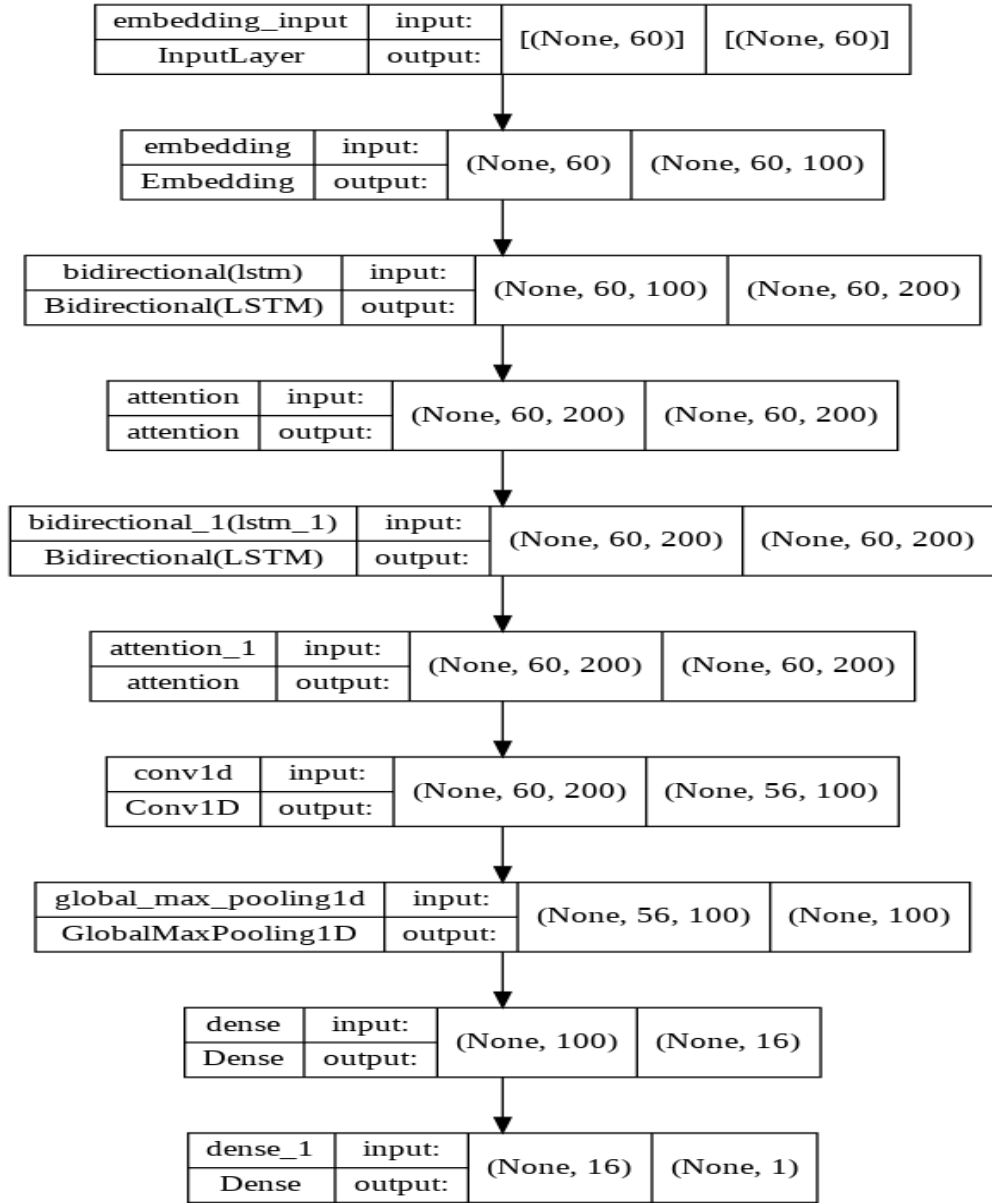 embedding_input input: [(None, 60)] [(None, 60)]
InputLayer output:
embedding input: (None, 60) (None, 60, 100)
Embedding output:
bidirectional(lstm) input: (None, 60, 100) (None, 60, 200)
Bidirectional(LSTM) output:
attention input: (None, 60, 200) (None, 60, 200)
attention output:
bidirectional_1(lstm_1) input: (None, 60, 200) (None, 60, 200)
Bidirectional(LSTM) output:
attention_1 input: (None, 60, 200) (None, 60, 200)
attention output:
conv1d input: (None, 60, 200) (None, 56, 100)
Conv1D output:
global_max_pooling1d input: (None, 56, 100) (None, 100)
GlobalMaxPooling1D output:
dense input: (None, 100) (None, 16)
Dense output:
dense_1 input: (None, 16) (None, 1)
Dense output: